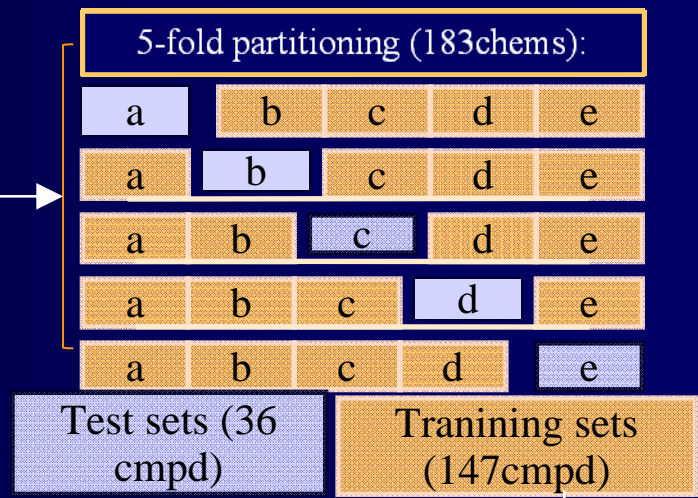 5-fold partitioning (183chems):
a b c d e
a b c d e
a b c d e
a b c d e
a b c d e
Test sets (36
cmpd)
Tranining sets
(147cmpd)